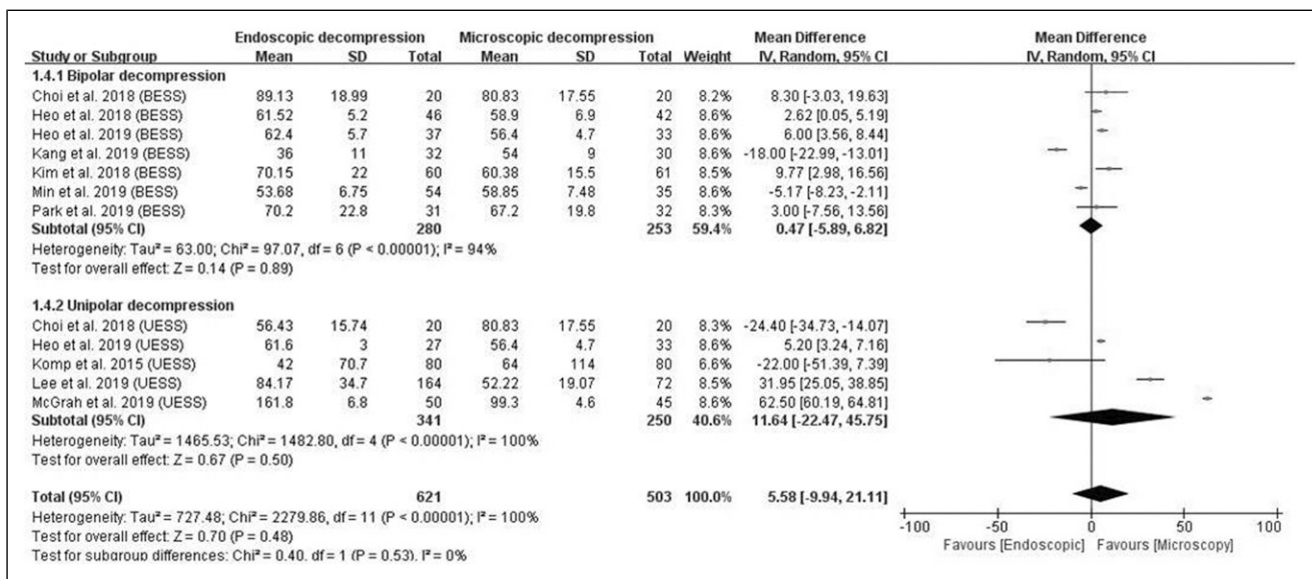 Endoscopic decompression Microscopic decompression Mean Difference Mean Difference
Study or Subgroup Mean SD Total Mean SD Total Weight IV, Random, 95% CI IV, Random, 95% CI
1.4.1 Bipolar decompression
Choi et al. 2018 (BESS) 89.13 18.99 20 80.83 17.55 20 8.2% 8.30 [-3.03, 19.63]
Heo et al. 2018 (BESS) 61.52 5.2 46 58.9 6.9 42 8.6% 2.62 [0.05, 5.19]
Heo et al. 2019 (BESS) 62.4 5.7 37 56.4 4.7 33 8.6% 6.00 [3.56, 8.44]
Kang et al. 2019 (BESS) 36 11 32 54 9 30 8.6% -18.00 [-22.99, -13.01]
Kim et al. 2018 (BESS) 70.15 22 60 60.38 15.5 61 8.5% 9.77 [2.98, 16.56]
Min et al. 2019 (BESS) 53.68 6.75 54 58.85 7.48 35 8.6% -5.17 [-8.23, -2.11]
Park et al. 2019 (BESS) 70.2 22.8 31 67.2 19.8 32 8.3% 3.00 [-7.56, 13.56]
Subtotal (95% CI) 280 253 59.4% 0.47 [-5.89, 6.82]
Heterogeneity: Tau² = 63.00; Chi² = 97.07, df = 6 (P < 0.00001); I² = 94%
Test for overall effect: Z = 0.14 (P = 0.89)
1.4.2 Unipolar decompression
Choi et al. 2018 (UESS) 56.43 15.74 20 80.83 17.55 20 8.3% -24.40 [-34.73, -14.07]
Heo et al. 2019 (UESS) 61.6 3 27 56.4 4.7 33 8.6% 5.20 [3.24, 7.16]
Komp et al. 2015 (UESS) 42 70.7 80 64 114 80 6.6% -22.00 [-51.39, 7.39]
Lee et al. 2019 (UESS) 84.17 34.7 164 52.22 19.07 72 8.5% 31.95 [25.05, 38.85]
McGrah et al. 2019 (UESS) 161.8 6.8 50 99.3 4.6 45 8.6% 62.50 [60.19, 64.81]
Subtotal (95% CI) 341 250 40.6% 11.64 [-22.47, 45.75]
Heterogeneity: Tau² = 1465.53; Chi² = 1482.80, df = 4 (P < 0.00001); I² = 100%
Test for overall effect: Z = 0.67 (P = 0.50)
Total (95% CI) 621 503 100.0% 5.58 [-9.94, 21.11]
Heterogeneity: Tau² = 727.48; Chi² = 2279.86, df = 11 (P < 0.00001); I² = 100%
Test for overall effect: Z = 0.70 (P = 0.48)
Test for subgroup differences: Chi² = 0.40, df = 1 (P = 0.53), I² = 0%
-100 -50 0 50 100
Favours [Endoscopic] Favours [Microscopy]